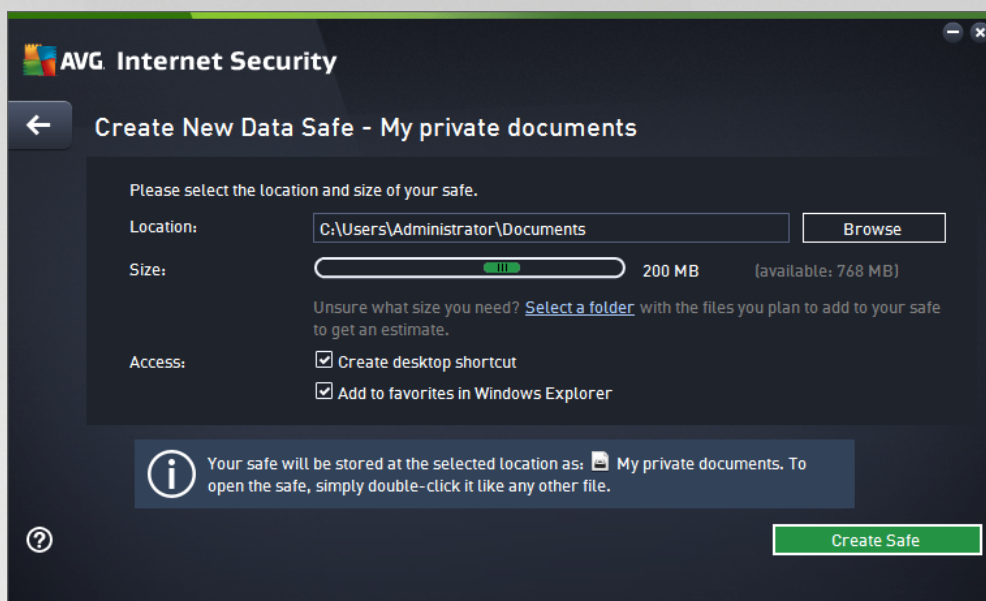 AVG. Internet Security
Create New Data Safe - My private documents
Please select the location and size of your safe.
Location: C:\Users\Administrator\Documents Browse
Size: 200 MB (available: 768 MB)
Unsure what size you need? Select a folder with the files you plan to add to your safe
to get an estimate.
Access: Create desktop shortcut
Add to favorites in Windows Explorer
Your safe will be stored at the selected location as: My private documents. To
open the safe, simply double-click it like any other file.
Create Safe